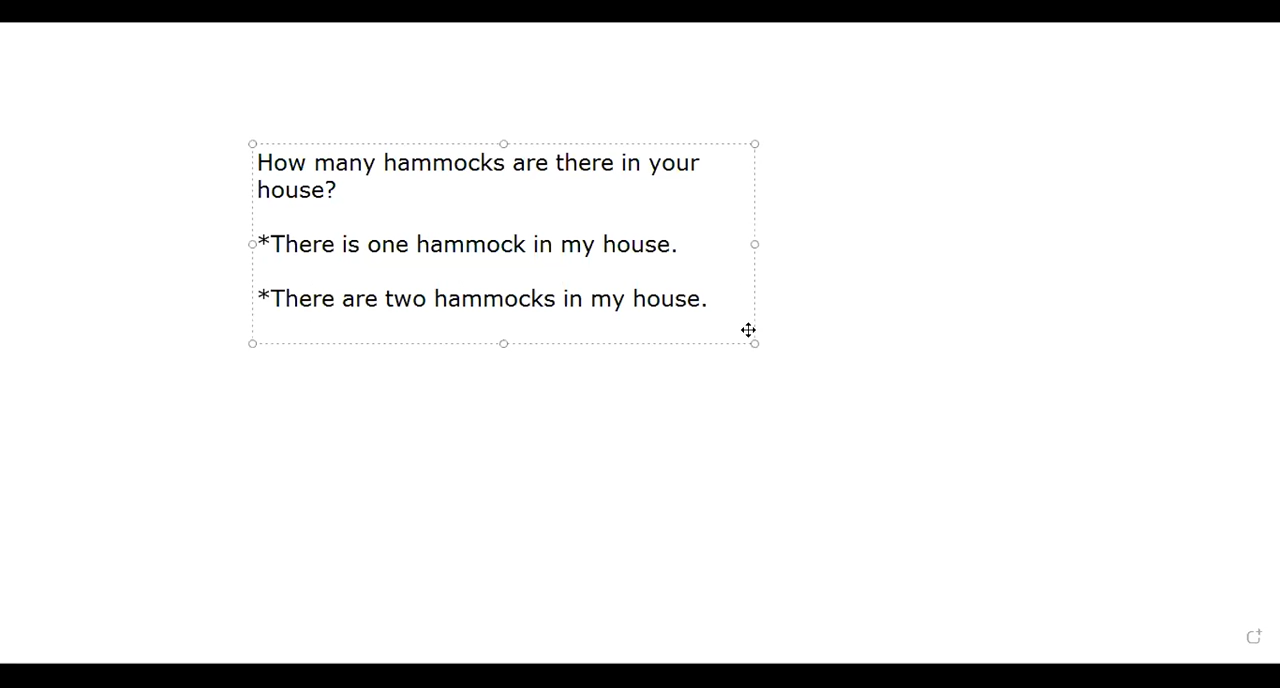 How many hammocks are there in your
house?
*There is one hammock in my house.
*There are two hammocks in my house.